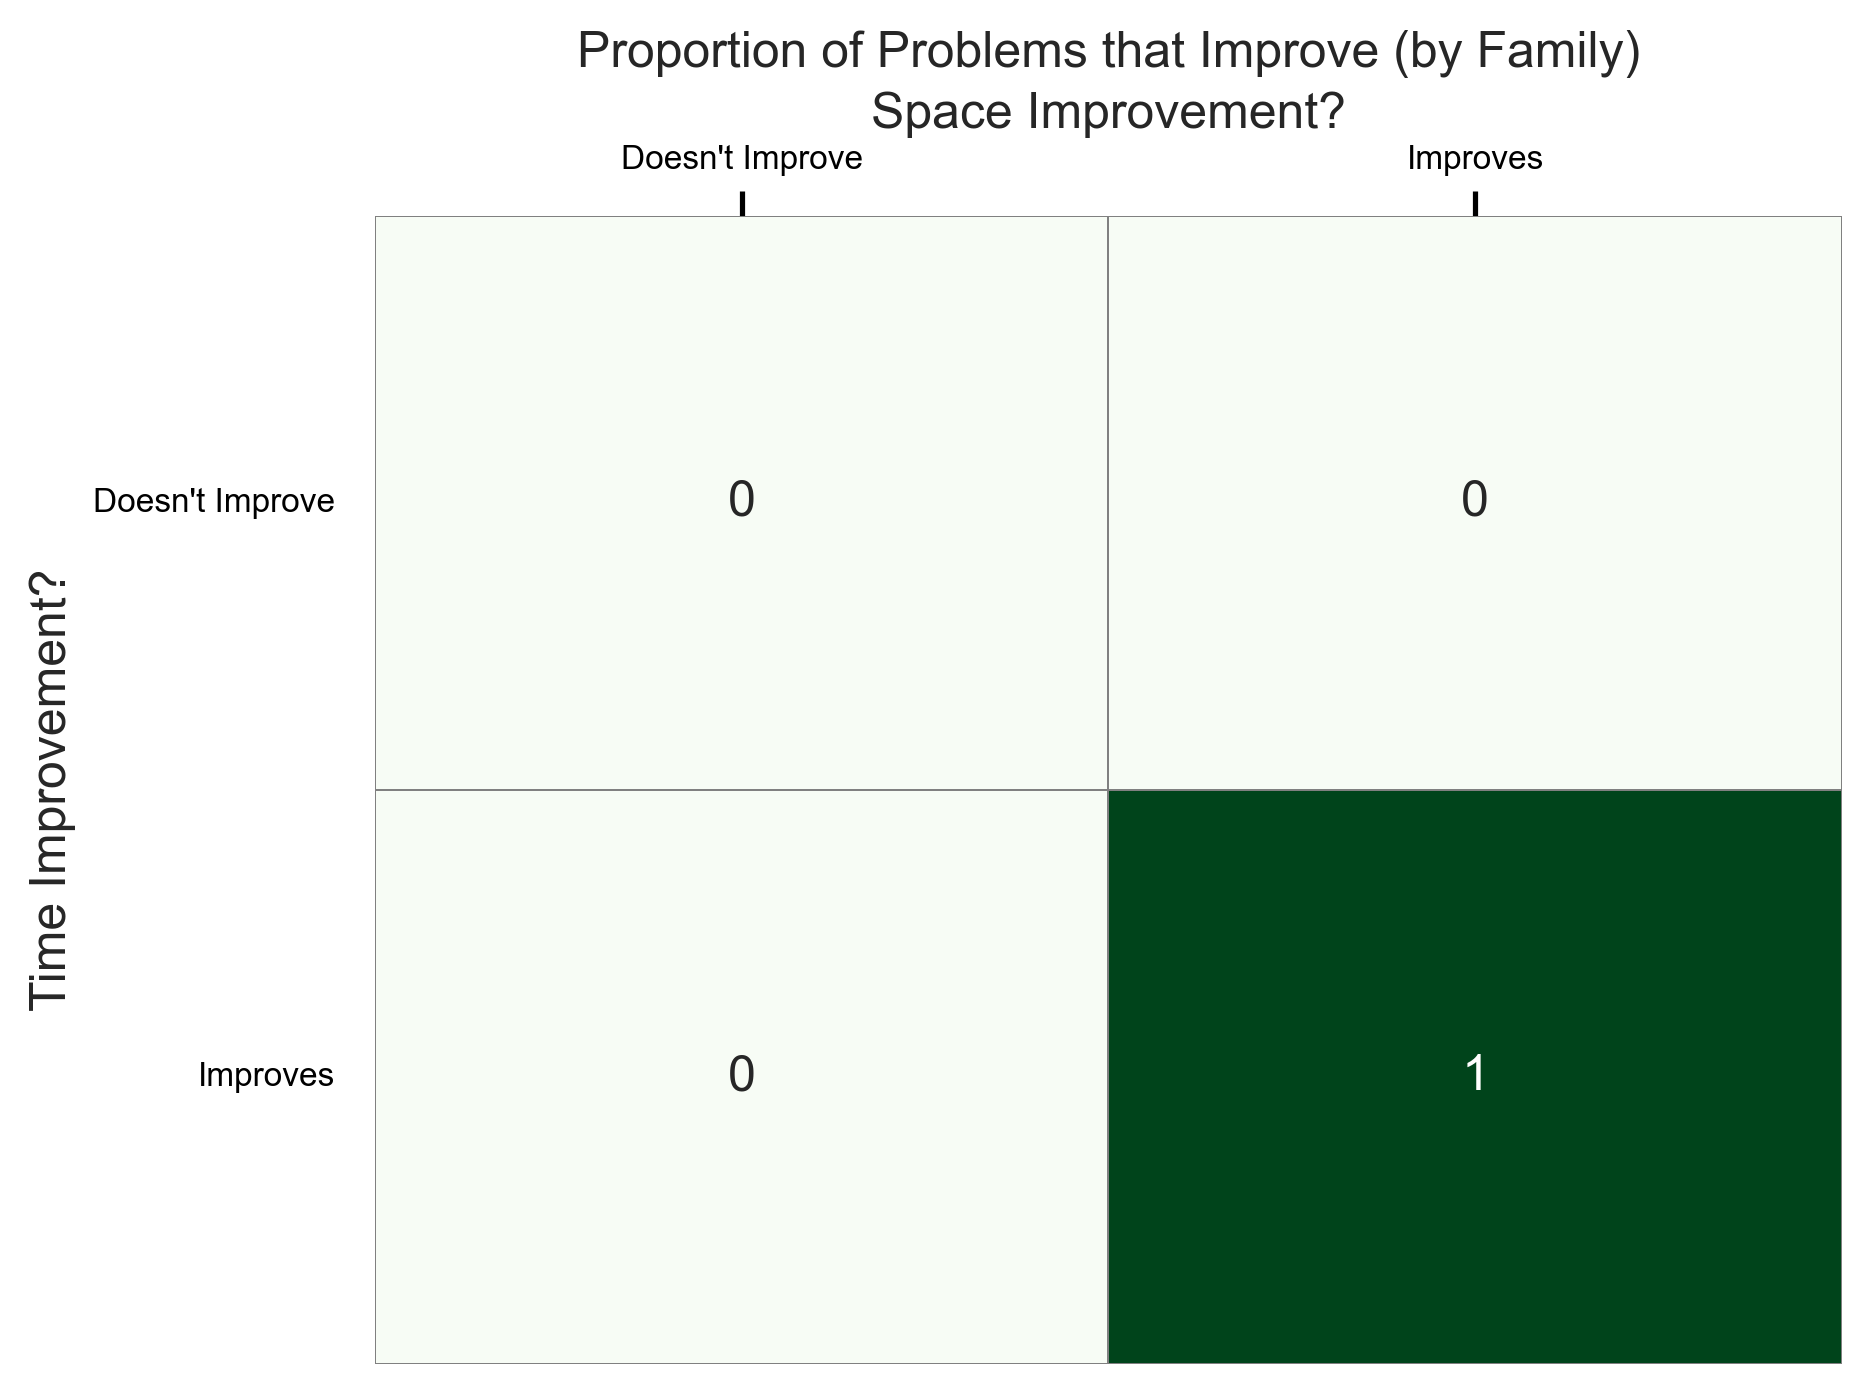 Proportion of Problems that Improve (by Family)
Space Improvement?
Doesn't Improve
Improves
Time Improvement?
Doesn't Improve
0
0
Improves
0
1